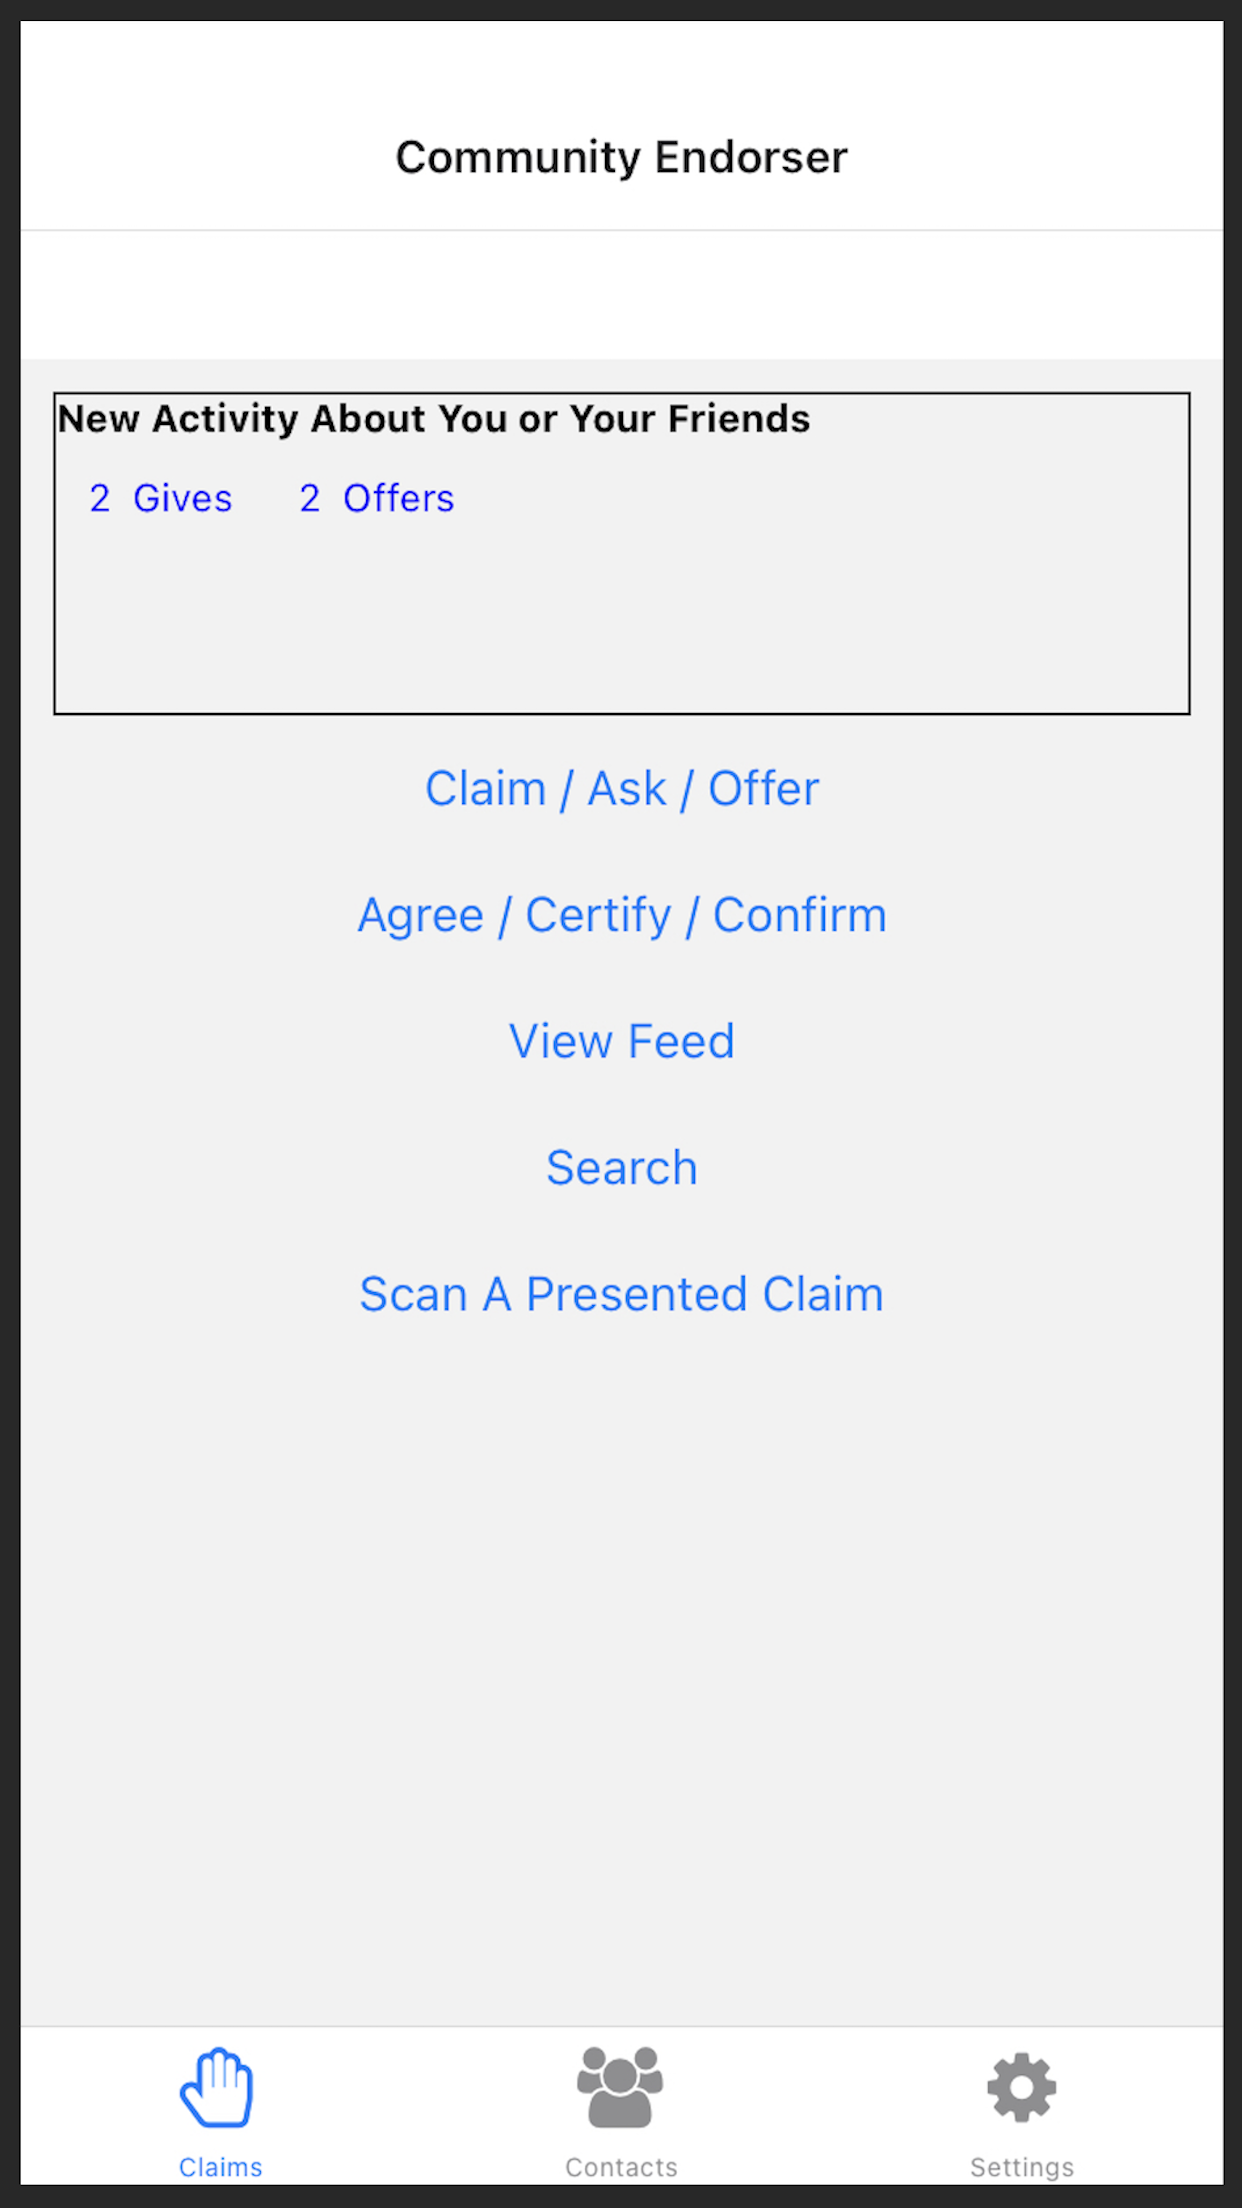 Community Endorser
New Activity About You or Your Friends
2 Gives 2 Offers
Claim / Ask / Offer
Agree / Certify / Confirm
View Feed
Search
Scan A Presented Claim
Claims Contacts Settings